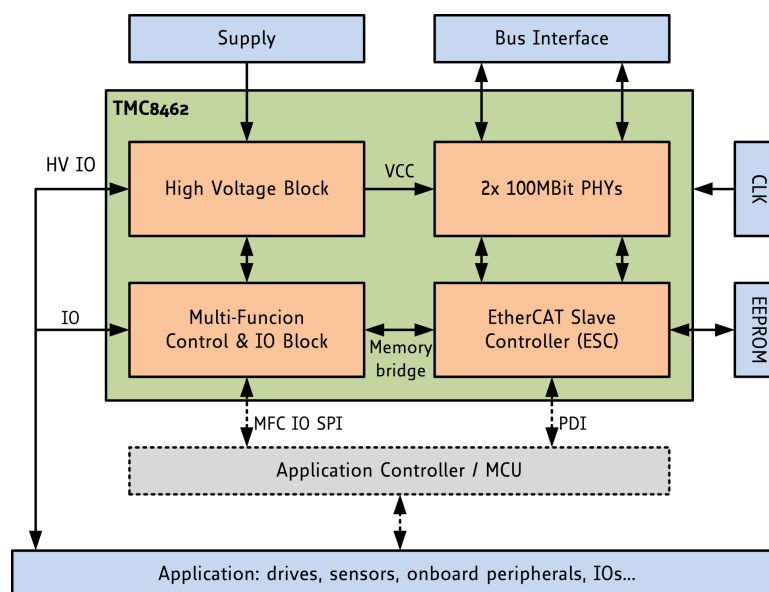 Supply
Bus Interface
TMC8462
HV IO
High Voltage Block
VCC
2x 100MBit PHYs
CLK
IO
Multi-Funcion
Control & IO Block
Memory
bridge
EtherCAT Slave
Controller (ESC)
EEPROM
MFC IO SPI
PDI
Application Controller / MCU
Application: drives, sensors, onboard peripherals, IOs...